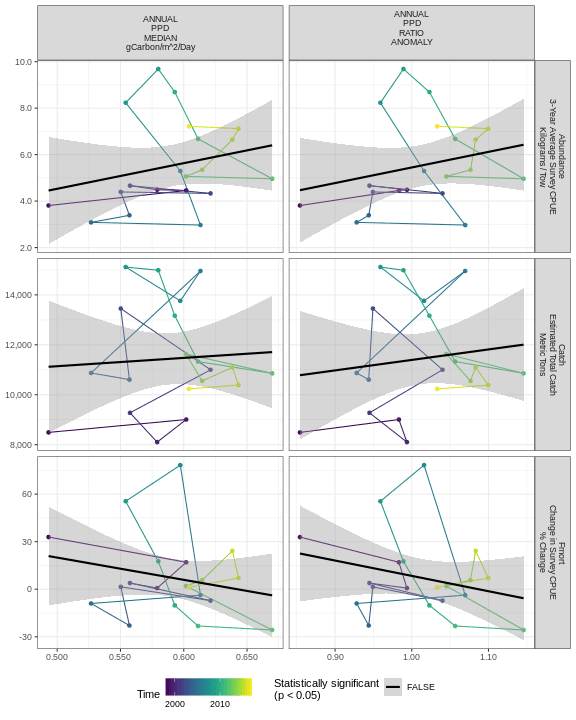 ANNUAL
PPD
MEDIAN
gCarbon/m^2/Day
ANNUAL
PPD
RATIO
ANOMALY
10.0
8.0
6.0
4.0
2.0
Abundance
3-Year Average Survey CPUE
Kilograms / Tow
14,000
12,000
10,000
8,000
Catch
Estimated Total Catch
Metric Tons
60
30
0
-30
Fmort
Change in Survey CPUE
% Change
0.500
0.550
0.600
0.650
0.90
1.00
1.10
Time
2000
2010
Statistically significant
(p < 0.05)
FALSE